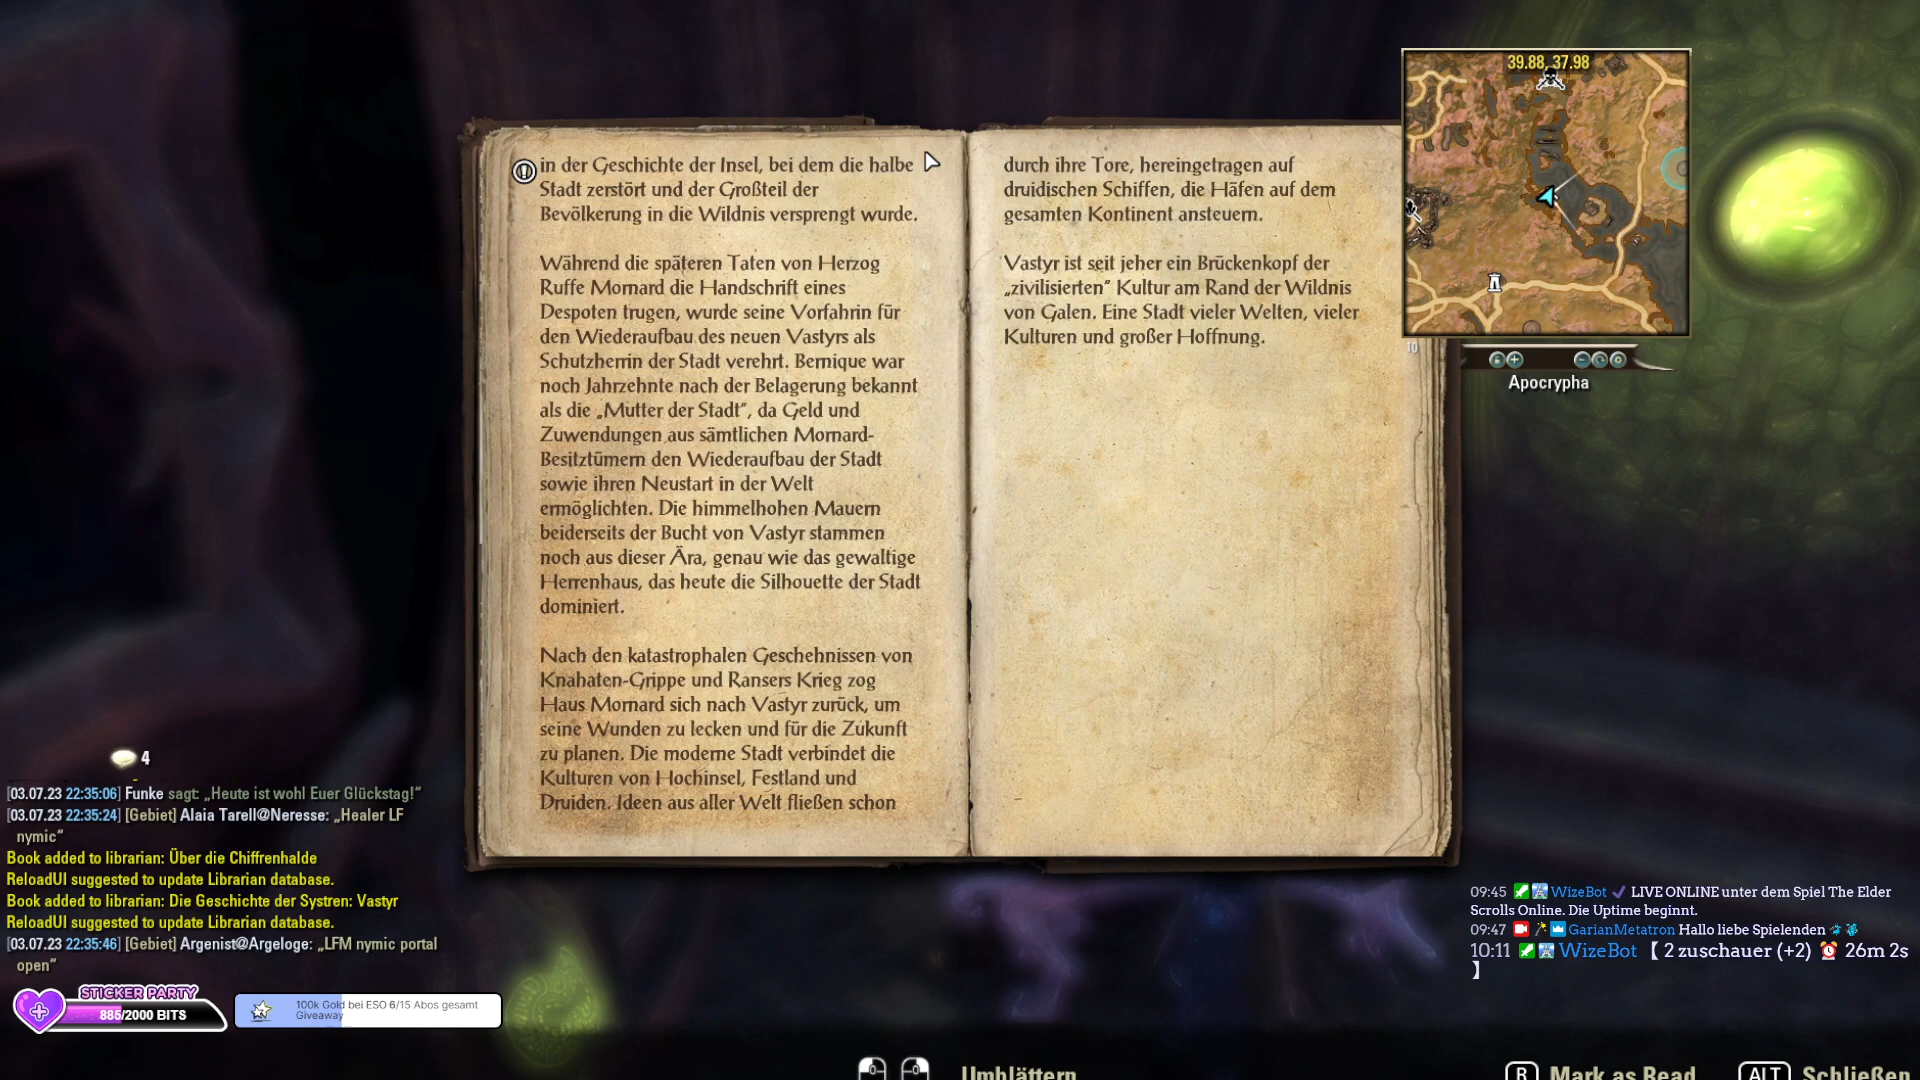 39.88, 37.98
in der Geschichte der Insel, bei dem die halbe
Stadt zerstört und der Großteil der
Bevölkerung in die Wildnis versprengt wurde.
Während die späteren Taten von Herzog
Ruffe Mornard die Handschrift eines
Despoten trugen, wurde seine Vorfahrin für
den Wiederaufbau des neuen Vastyrs als
Schutzherrin der Stadt verehrt. Bernique war
noch Jahrzehnte nach der Belagerung bekannt
als die „Mutter der Stadt“, da Geld und
Zuwendungen aus sämtlichen Mornard-
Besitztümern den Wiederaufbau der Stadt
sowie ihren Neustart in der Welt
ermöglichten. Die himmelhohen Mauern
beiderseits der Bucht von Vastyr stammen
noch aus dieser Ära, genau wie das gewaltige
Herrenhaus, das heute die Silhouette der Stadt
dominiert.
Nach den katastrophalen Geschehnissen von
Knahaten-Grippe und Ransers Krieg zog
Haus Mornard sich nach Vastyr zurück, um
seine Wunden zu lecken und für die Zukunft
zu planen. Die moderne Stadt verbindet die
Kulturen von Hochinsel, Festland und
Druiden. Ideen aus aller Welt fließen schon
durch ihre Tore, hereingetragen auf
druidischen Schiffen, die Häfen auf dem
gesamten Kontinent ansteuern.
Vastyr ist seit jeher ein Brückenkopf der
„zivilisierten“ Kultur am Rand der Wildnis
von Galen. Eine Stadt vieler Welten, vieler
Kulturen und großer Hoffnung.
10
Apocrypha
4
[03.07.23 22:35:06] Funke sagt: „Heute ist wohl Euer Glückstag!“
[03.07.23 22:35:24] [Gebiet] Alaia Tarell@Neresse: „Healer LF
nymic“
Book added to librarian: Über die Chiffrenhalde
ReloadUI suggested to update Librarian database.
Book added to librarian: Die Geschichte der Systren: Vastyr
ReloadUI suggested to update Librarian database.
[03.07.23 22:35:46] [Gebiet] Argenist@Argeloge: „LFM nymic portal
open“
STICKER PARTY
885/2000 BITS
100k Gold bei ESO 6/15 Abos gesamt
Giveaway
09:45 WizeBot LIVE ONLINE unter dem Spiel The Elder
Scrolls Online. Die Uptime beginnt.
09:47 GarianMetatron Hallo liebe Spielenden
10:11 WizeBot 【 2 zuschauer (+2) ⏰ 26m 2s
】
Umblättern
R Mark as Read
ALT Schließen